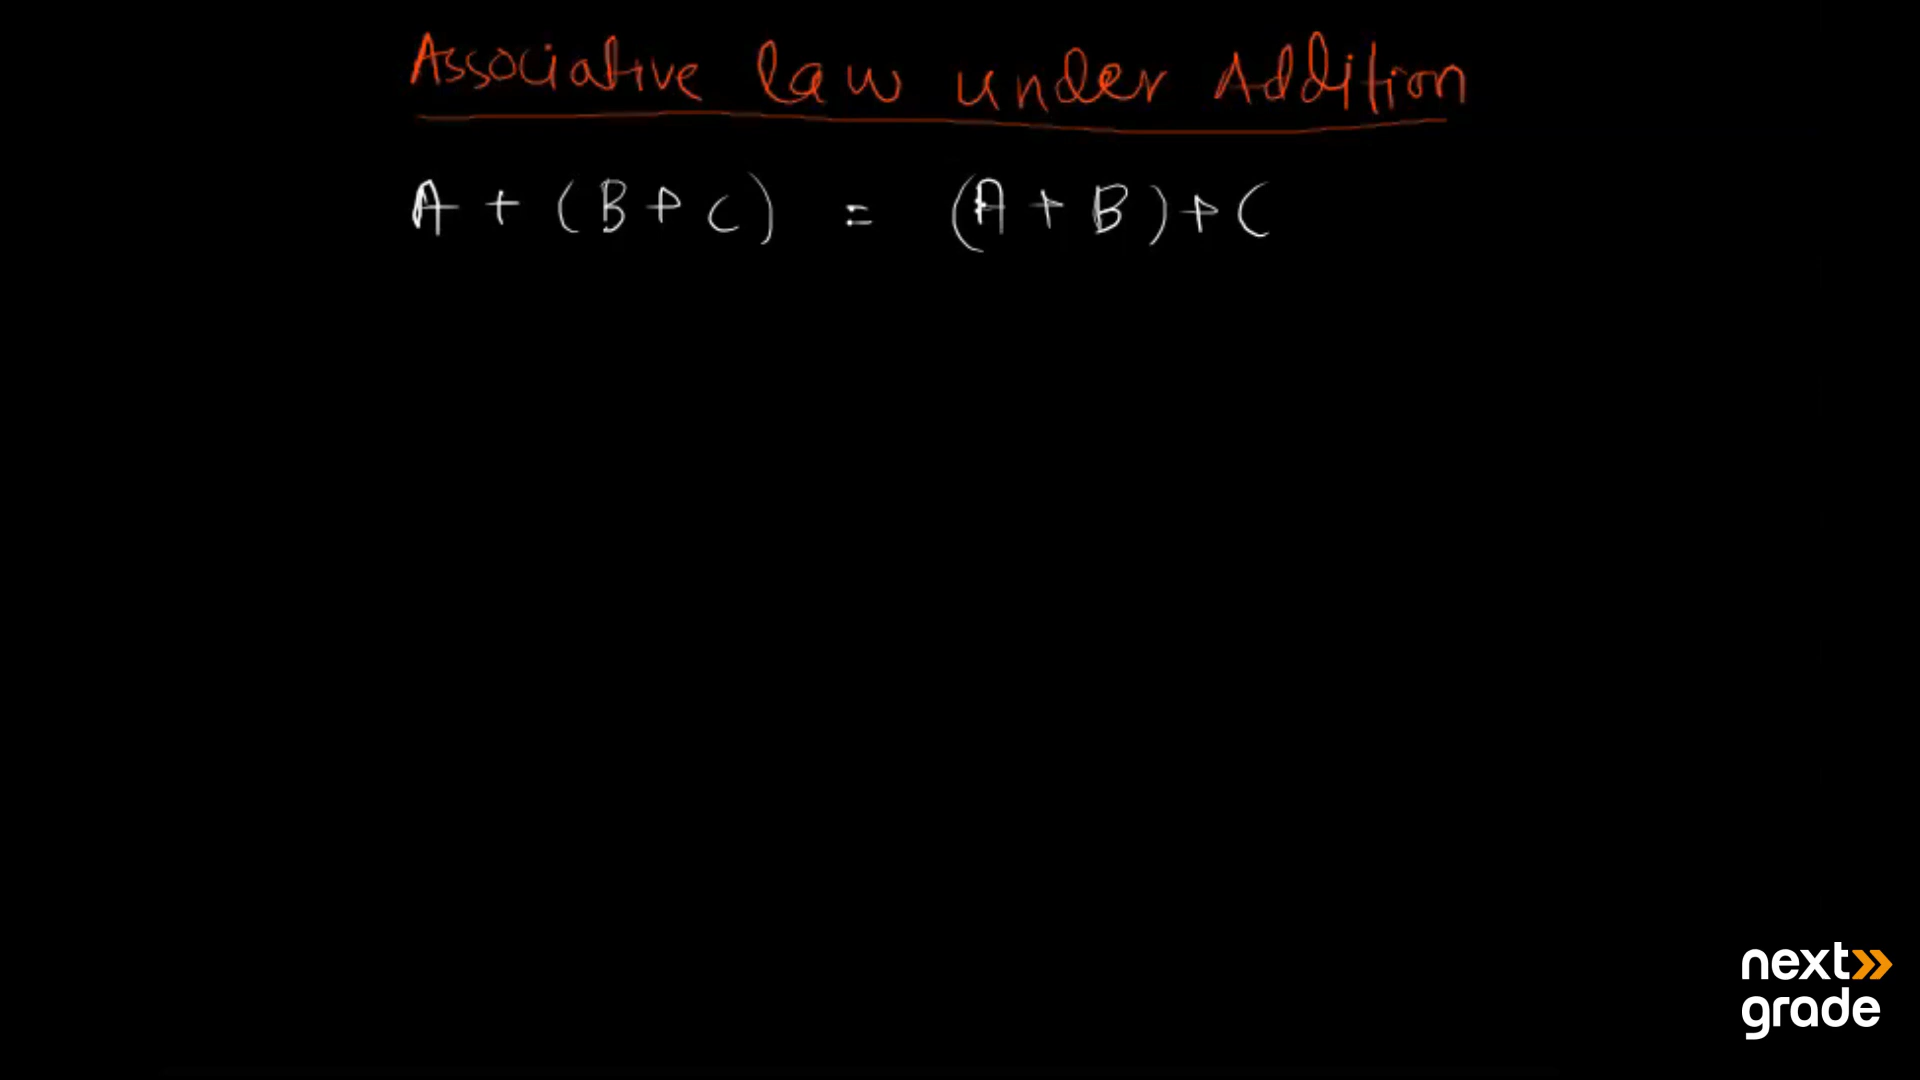 Associative law under Addition
A + (B + C) = (A + B) + C
next
grade